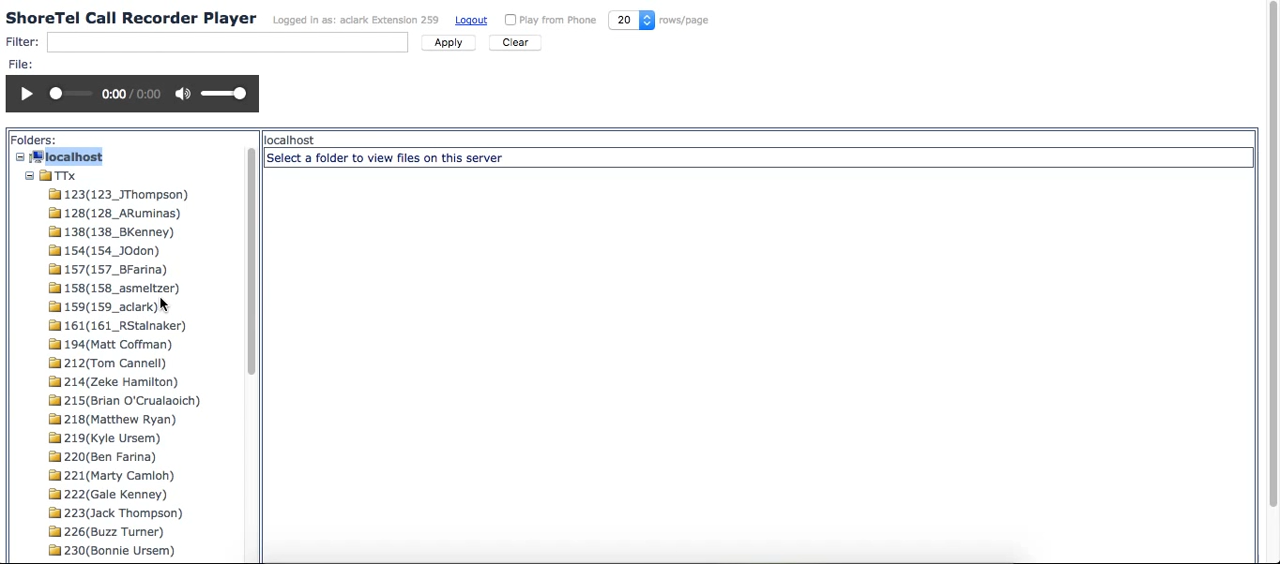 ShoreTel Call Recorder Player Logged in as: aclark Extension 259 Logout Play from Phone 20 rows/page
Filter: Apply Clear
File:
0:00 / 0:00
Folders:
localhost
TTx
123(123_JThompson)
128(128_ARuminas)
138(138_BKenney)
154(154_JOdon)
157(157_BFarina)
158(158_asmeltzer)
159(159_aclark)
161(161_RStalnaker)
194(Matt Coffman)
212(Tom Cannell)
214(Zeke Hamilton)
215(Brian O'Crualaoich)
218(Matthew Ryan)
219(Kyle Ursem)
220(Ben Farina)
221(Marty Camloh)
222(Gale Kenney)
223(Jack Thompson)
226(Buzz Turner)
230(Bonnie Ursem)
localhost
Select a folder to view files on this server